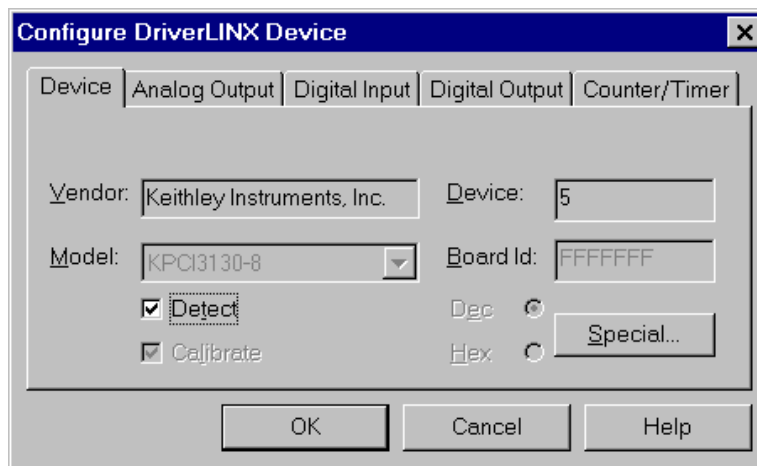 Configure DriverLINX Device
Device Analog Output Digital Input Digital Output Counter/Timer
Vendor: Keithley Instruments, Inc. Device: 5
Model: KPCI3130-8 Board Id: FFFFFFF
Detect Dec
Special...
Calibrate Hex
OK Cancel Help